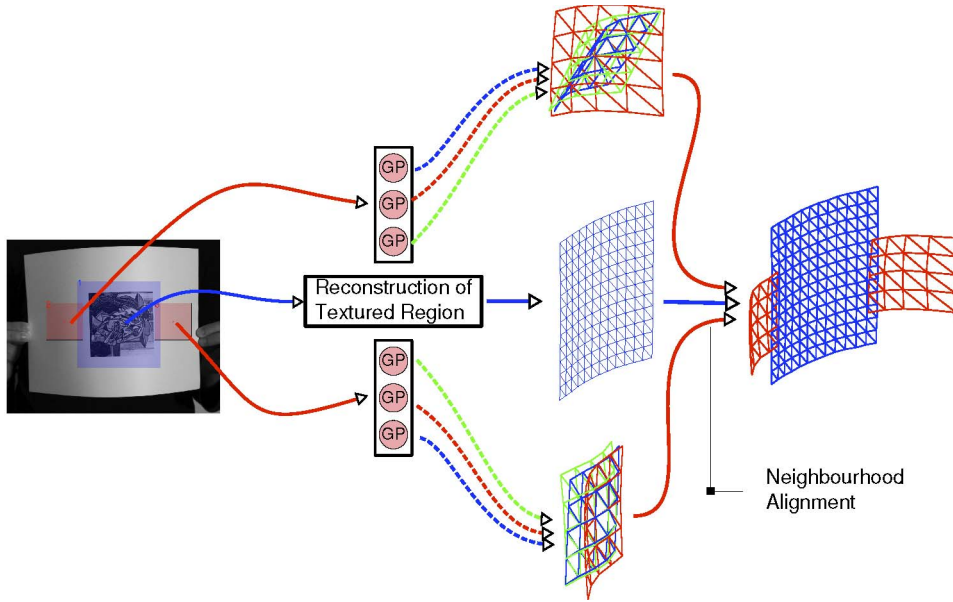 GP
GP
GP
Reconstruction of
Textured Region
GP
GP
GP
Neighbourhood
Alignment